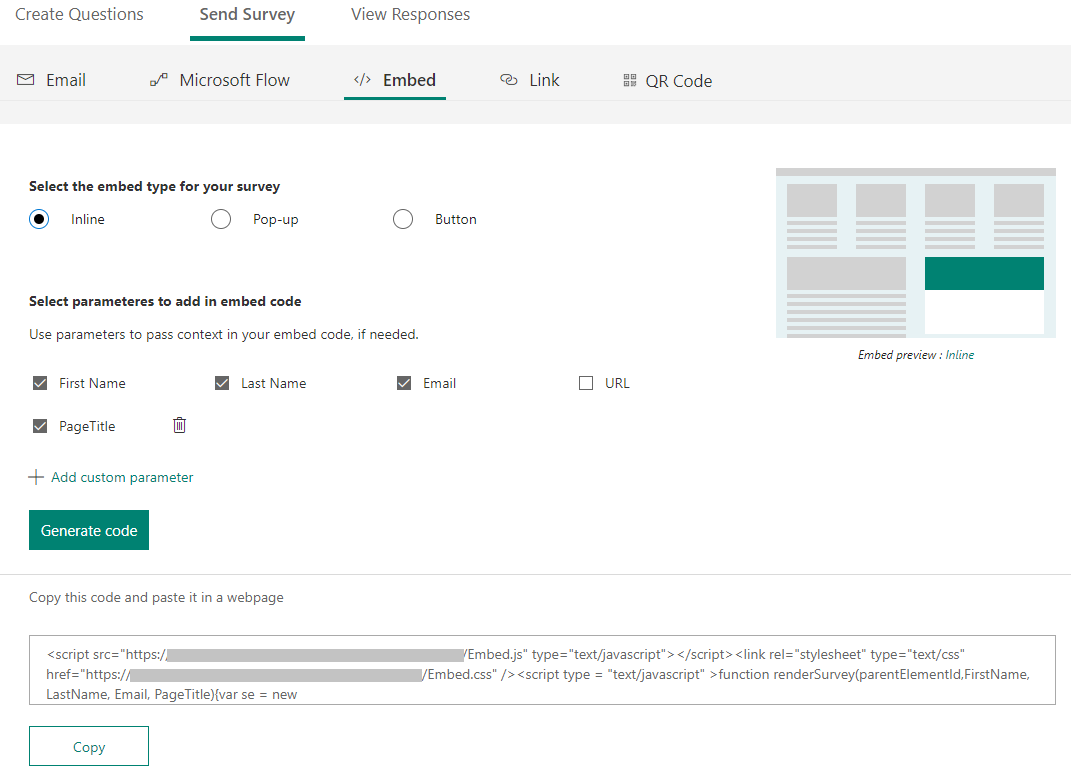 Create Questions Send Survey View Responses
Email Microsoft Flow </> Embed Link QR Code
Select the embed type for your survey
Inline Pop-up Button
Select parameteres to add in embed code
Use parameters to pass context in your embed code, if needed.
Embed preview : Inline
First Name Last Name Email URL
PageTitle
Add custom parameter
Generate code
Copy this code and paste it in a webpage
<script src="https:/ /Embed.js" type="text/javascript"></script><link rel="stylesheet" type="text/css"
href="https:// /Embed.css" /><script type = "text/javascript" >function renderSurvey(parentElementId,FirstName,
LastName, Email, PageTitle){var se = new
Copy